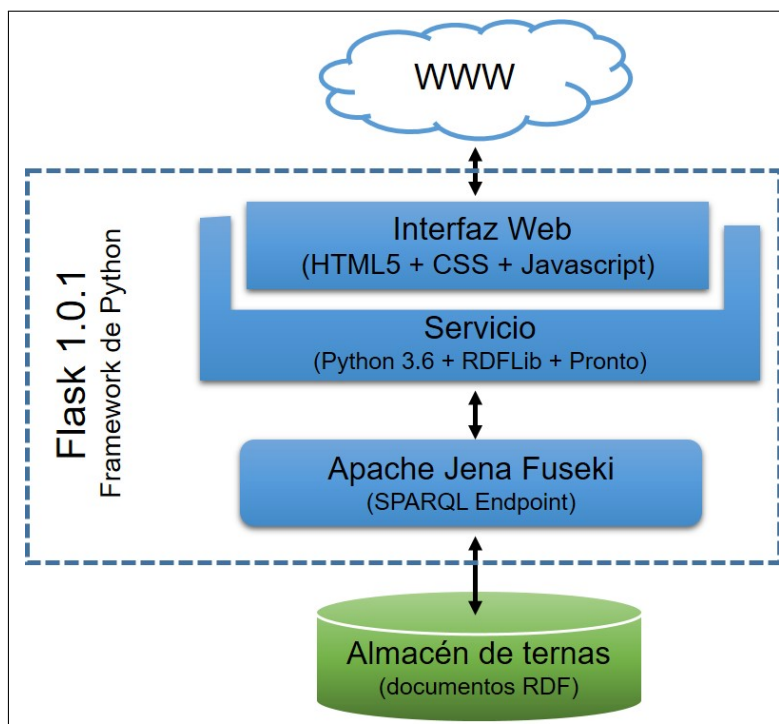 WWW
Flask 1.0.1
Framework de Python
Interfaz Web
(HTML5 + CSS + Javascript)
Servicio
(Python 3.6 + RDFLib + Pronto)
Apache Jena Fuseki
(SPARQL Endpoint)
Almacén de ternas
(documentos RDF)